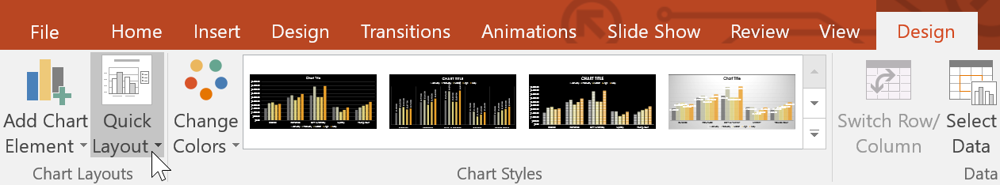 File Home Insert Design Transitions Animations Slide Show Review View Design
Add Chart
Element
Quick
Layout
Change
Colors
Chart Title
CHART TITLE
CHART TITLE
Chart Title
Switch Row/
Column
Select
Data
Chart Layouts
Chart Styles
Data